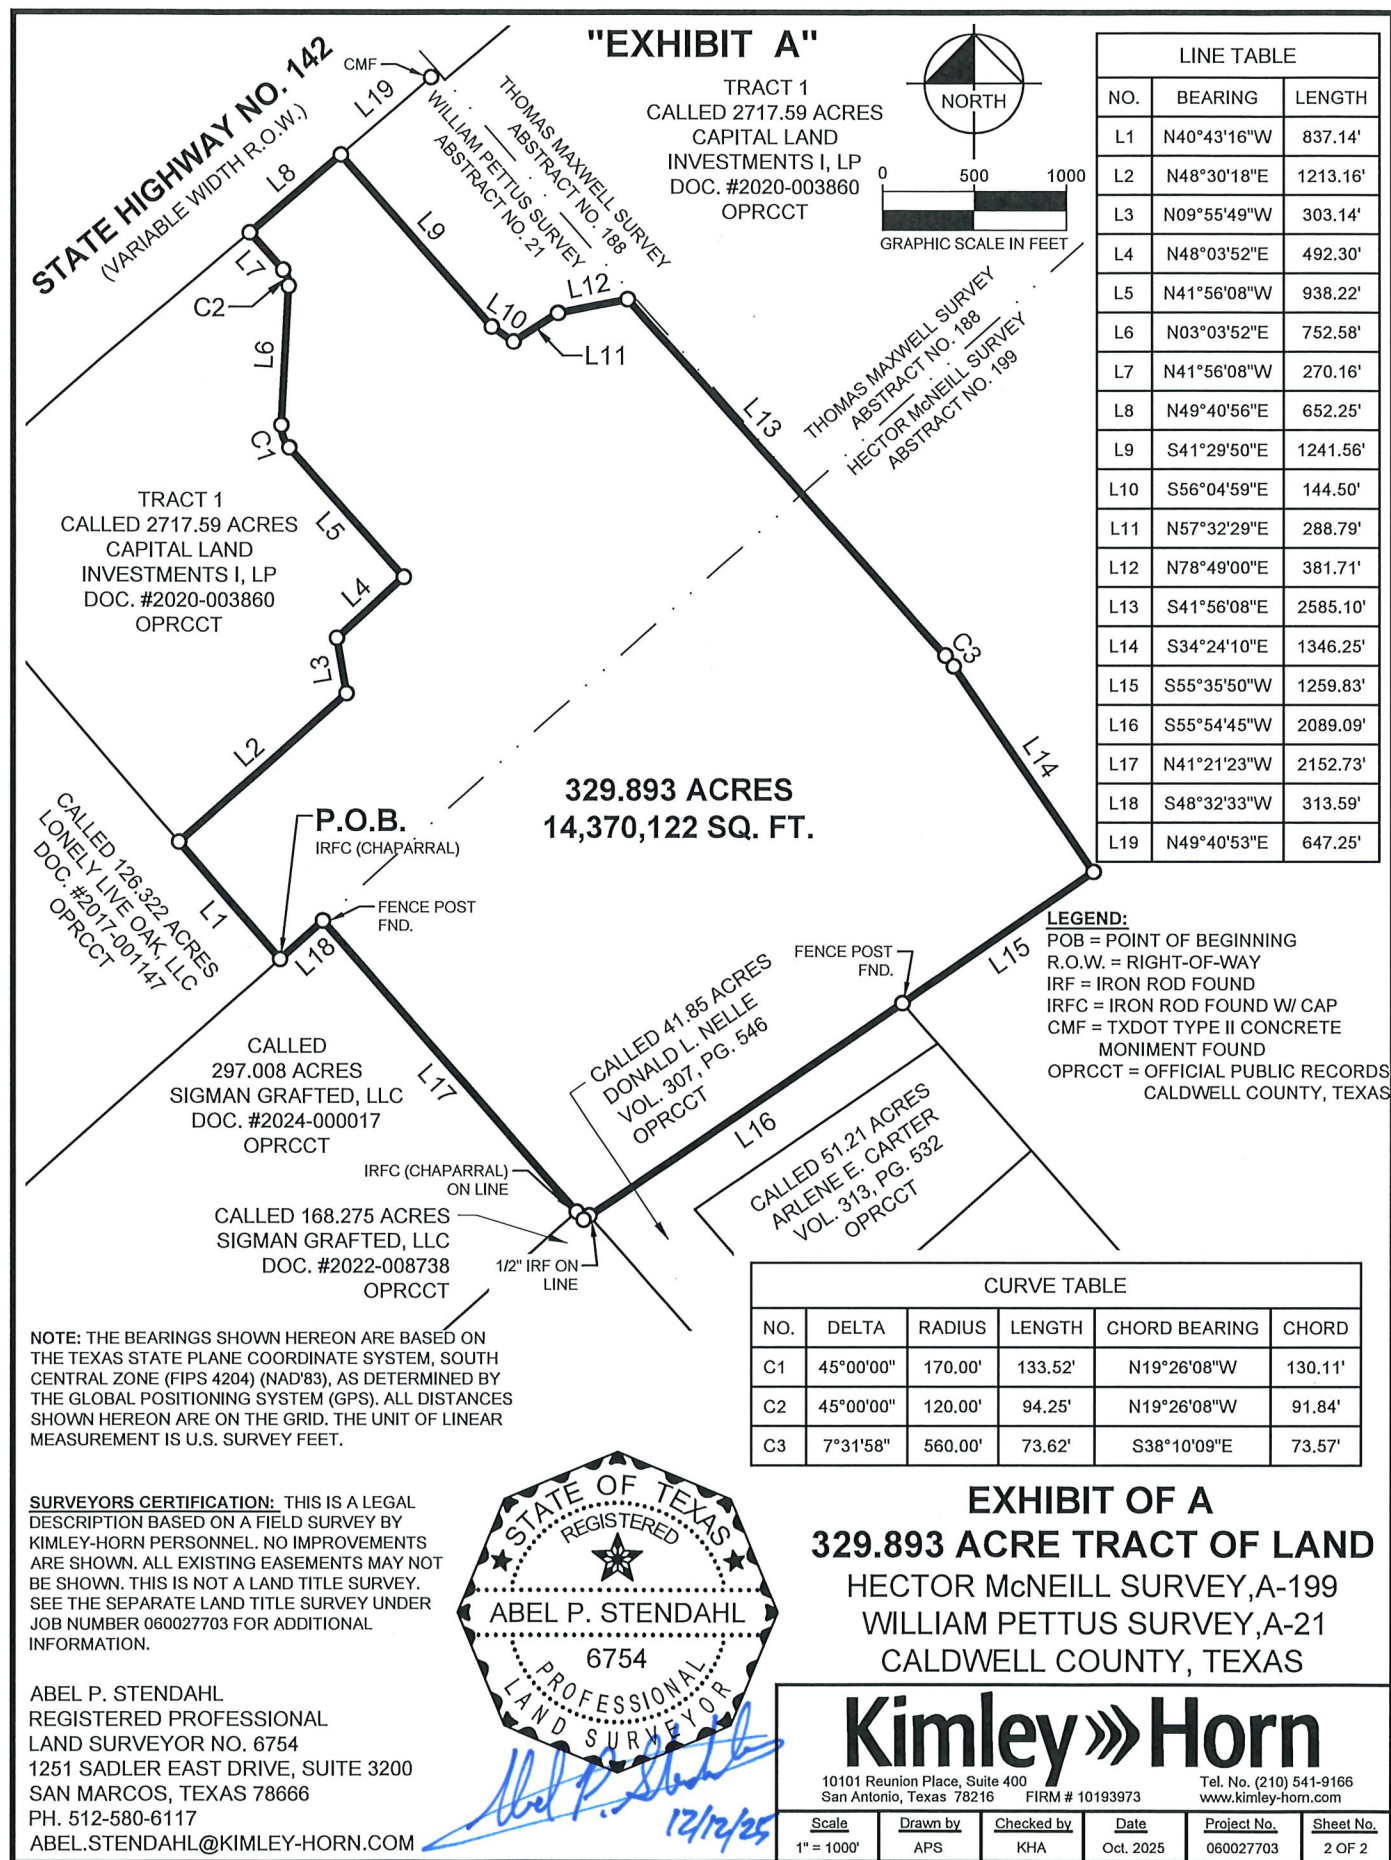 "EXHIBIT A"
STATE HIGHWAY NO. 142
(VARIABLE WIDTH R.O.W.)
CMF
L19
L8
THOMAS MAXWELL SURVEY
ABSTRACT NO. 188
WILLIAM PETTUS SURVEY
ABSTRACT NO. 21
TRACT 1
CALLED 2717.59 ACRES
CAPITAL LAND
INVESTMENTS I, LP
DOC. #2020-003860
OPRCCT
NORTH
0 500 1000
GRAPHIC SCALE IN FEET
LINE TABLE
NO. BEARING LENGTH
L1 N40°43'16"W 837.14'
L2 N48°30'18"E 1213.16'
L3 N09°55'49"W 303.14'
L4 N48°03'52"E 492.30'
L5 N41°56'08"W 938.22'
L6 N03°03'52"E 752.58'
L7 N41°56'08"W 270.16'
L8 N49°40'56"E 652.25'
L9 S41°29'50"E 1241.56'
L10 S56°04'59"E 144.50'
L11 N57°32'29"E 288.79'
L12 N78°49'00"E 381.71'
L13 S41°56'08"E 2585.10'
L14 S34°24'10"E 1346.25'
L15 S55°35'50"W 1259.83'
L16 S55°54'45"W 2089.09'
L17 N41°21'23"W 2152.73'
L18 S48°32'33"W 313.59'
L19 N49°40'53"E 647.25'
L7
C2
L9
L10
L12
L11
L6
C1
L13
THOMAS MAXWELL SURVEY
ABSTRACT NO. 188
HECTOR McNEILL SURVEY
ABSTRACT NO. 199
TRACT 1
CALLED 2717.59 ACRES
CAPITAL LAND
INVESTMENTS I, LP
DOC. #2020-003860
OPRCCT
L5
L4
L3
L2
C3
L14
329.893 ACRES
14,370,122 SQ. FT.
P.O.B.
IRFC (CHAPARRAL)
CALLED 126.322 ACRES
LONELY LIVE OAK, LLC
DOC. #2017-001147
OPRCCT
L1
L18
FENCE POST
FND.
FENCE POST
FND.
L15
LEGEND:
POB = POINT OF BEGINNING
R.O.W. = RIGHT-OF-WAY
IRF = IRON ROD FOUND
IRFC = IRON ROD FOUND W/ CAP
CMF = TXDOT TYPE II CONCRETE
MONIMENT FOUND
OPRCCT = OFFICIAL PUBLIC RECORDS
CALDWELL COUNTY, TEXAS
CALLED
297.008 ACRES
SIGMAN GRAFTED, LLC
DOC. #2024-000017
OPRCCT
L17
CALLED 41.85 ACRES
DONALD L. NELLE
VOL. 307, PG. 546
OPRCCT
L16
CALLED 51.21 ACRES
ARLENE E. CARTER
VOL. 313, PG. 532
OPRCCT
IRFC (CHAPARRAL)
ON LINE
CALLED 168.275 ACRES
SIGMAN GRAFTED, LLC
DOC. #2022-008738
OPRCCT
1/2" IRF ON
LINE
CURVE TABLE
NO. DELTA RADIUS LENGTH CHORD BEARING CHORD
C1 45°00'00" 170.00' 133.52' N19°26'08"W 130.11'
C2 45°00'00" 120.00' 94.25' N19°26'08"W 91.84'
C3 7°31'58" 560.00' 73.62' S38°10'09"E 73.57'
NOTE: THE BEARINGS SHOWN HEREON ARE BASED ON
THE TEXAS STATE PLANE COORDINATE SYSTEM, SOUTH
CENTRAL ZONE (FIPS 4204) (NAD'83), AS DETERMINED BY
THE GLOBAL POSITIONING SYSTEM (GPS). ALL DISTANCES
SHOWN HEREON ARE ON THE GRID. THE UNIT OF LINEAR
MEASUREMENT IS U.S. SURVEY FEET.
SURVEYORS CERTIFICATION: THIS IS A LEGAL
DESCRIPTION BASED ON A FIELD SURVEY BY
KIMLEY-HORN PERSONNEL. NO IMPROVEMENTS
ARE SHOWN. ALL EXISTING EASEMENTS MAY NOT
BE SHOWN. THIS IS NOT A LAND TITLE SURVEY.
SEE THE SEPARATE LAND TITLE SURVEY UNDER
JOB NUMBER 060027703 FOR ADDITIONAL
INFORMATION.
ABEL P. STENDAHL
REGISTERED PROFESSIONAL
LAND SURVEYOR NO. 6754
1251 SADLER EAST DRIVE, SUITE 3200
SAN MARCOS, TEXAS 78666
PH. 512-580-6117
ABEL.STENDAHL@KIMLEY-HORN.COM
STATE OF TEXAS
REGISTERED
ABEL P. STENDAHL
6754
PROFESSIONAL
LAND SURVEYOR
Abel P. Stendahl
12/12/25
EXHIBIT OF A
329.893 ACRE TRACT OF LAND
HECTOR McNEILL SURVEY,A-199
WILLIAM PETTUS SURVEY,A-21
CALDWELL COUNTY, TEXAS
Kimley»Horn
10101 Reunion Place, Suite 400
San Antonio, Texas 78216 FIRM # 10193973
Tel. No. (210) 541-9166
www.kimley-horn.com
Scale Drawn by Checked by Date Project No. Sheet No.
1" = 1000' APS KHA Oct. 2025 060027703 2 OF 2